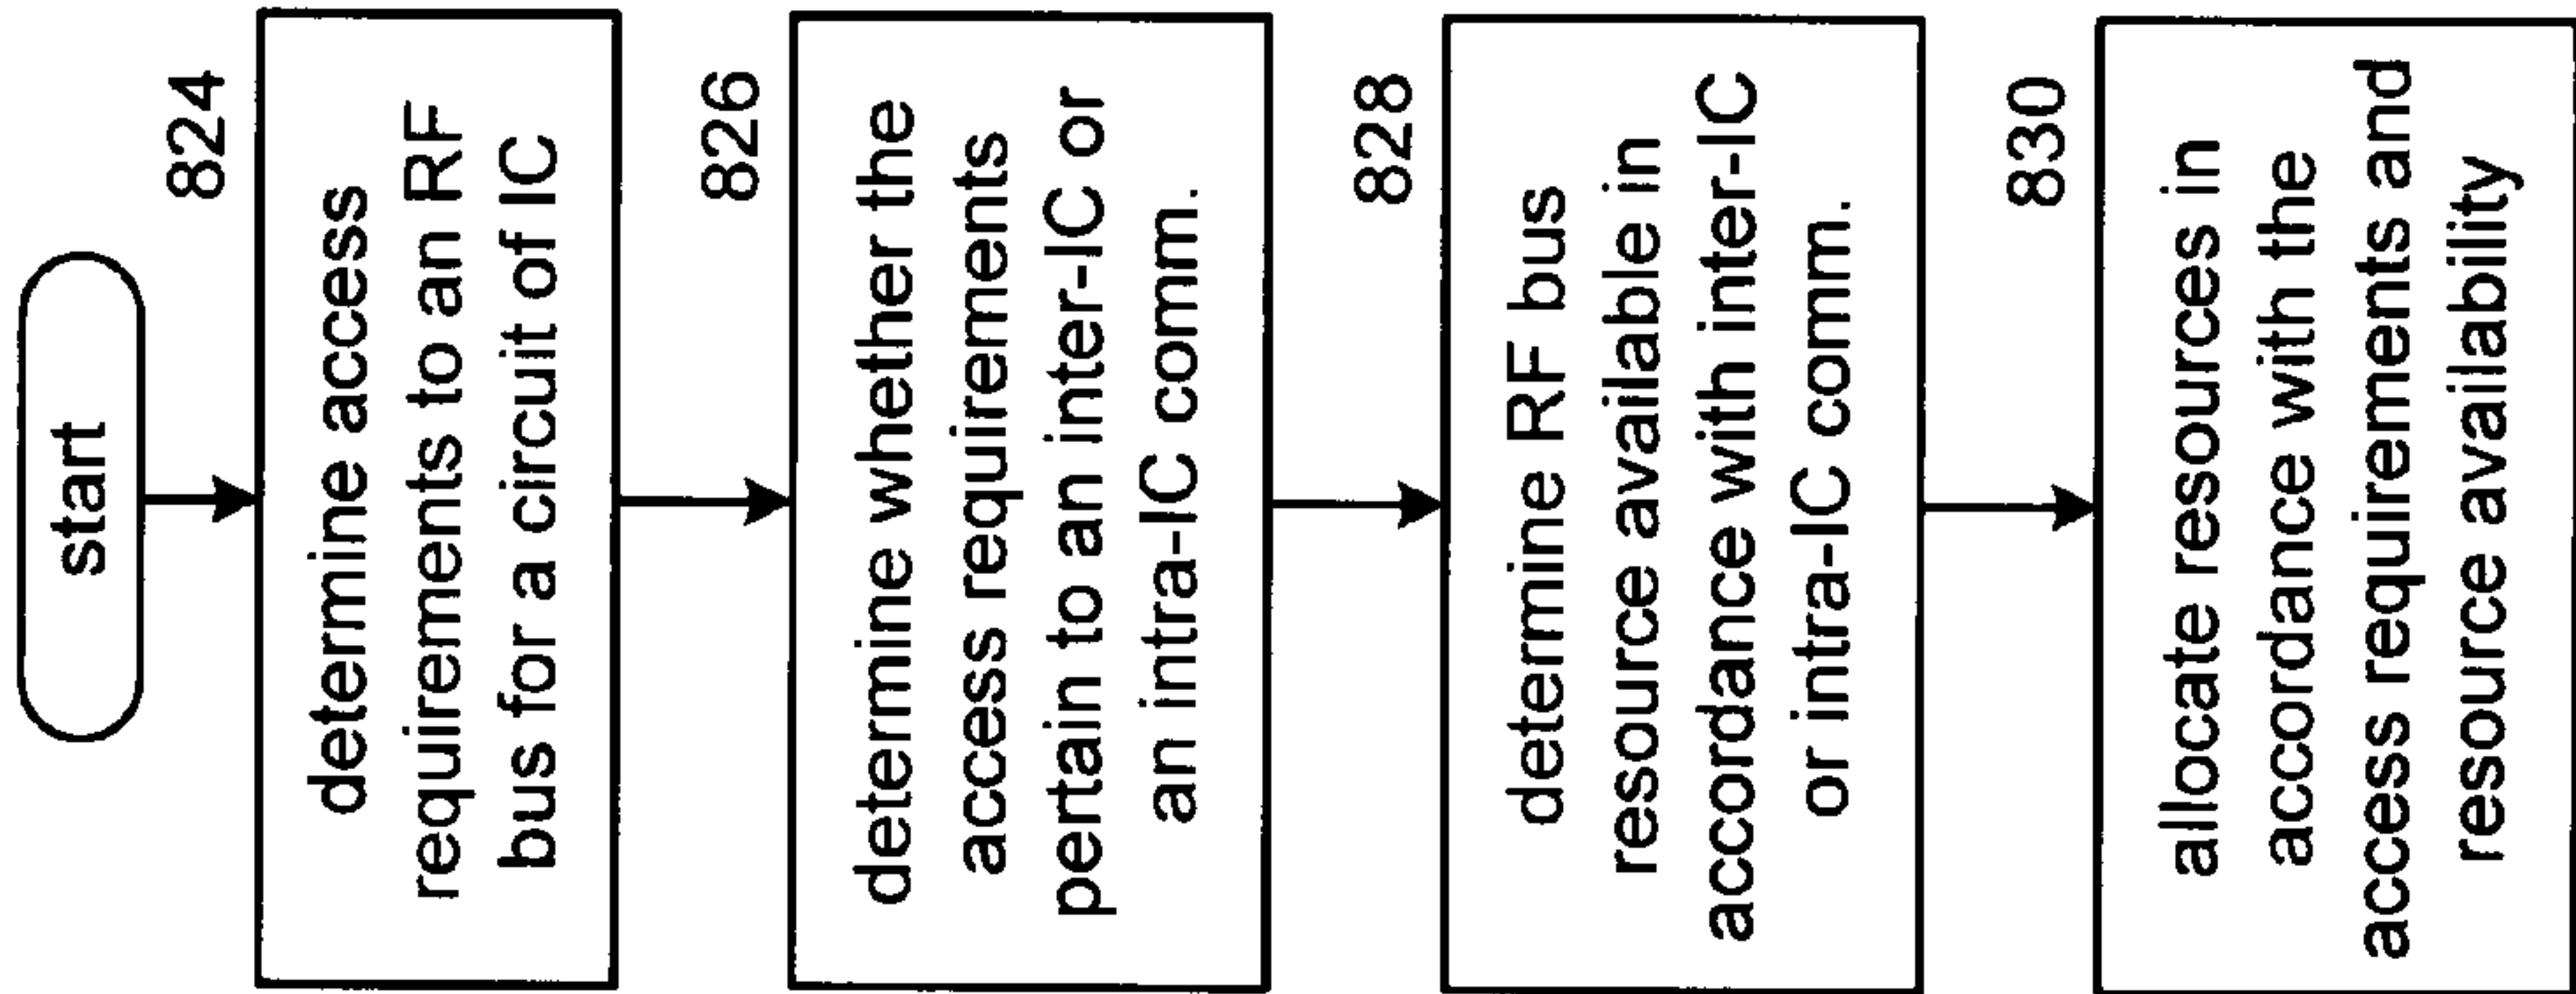 start
824
determine access
requirements to an RF
bus for a circuit of IC
826
determine whether the
access requirements
pertain to an inter-IC or
an intra-IC comm.
828
determine RF bus
resource available in
accordance with inter-IC
or intra-IC comm.
830
allocate resources in
accordance with the
access requirements and
resource availability